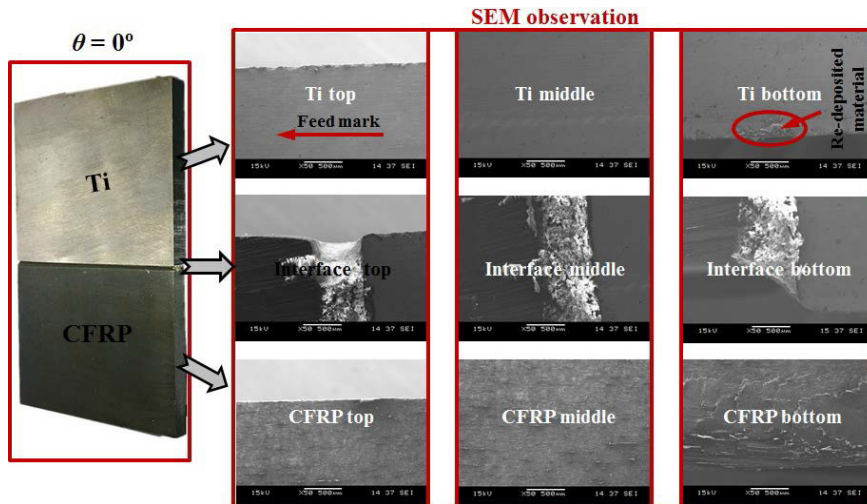 SEM observation
θ = 0º
Ti
CFRP
Ti top
Feed mark
15kV X50 500µm 14 37 SEI
Ti middle
15kV X50 500µm 14 37 SEI
Ti bottom
Re-deposited
material
15kV X50 500µm 14 37 SEI
Interface top
15kV X50 500µm 14 37 SEI
Interface middle
15kV X50 500µm 14 37 SEI
Interface bottom
15kV X50 500µm 15 37 SEI
CFRP top
15kV X50 500µm 14 37 SEI
CFRP middle
15kV X50 500µm 14 37 SEI
CFRP bottom
15kV X50 500µm 14 37 SEI